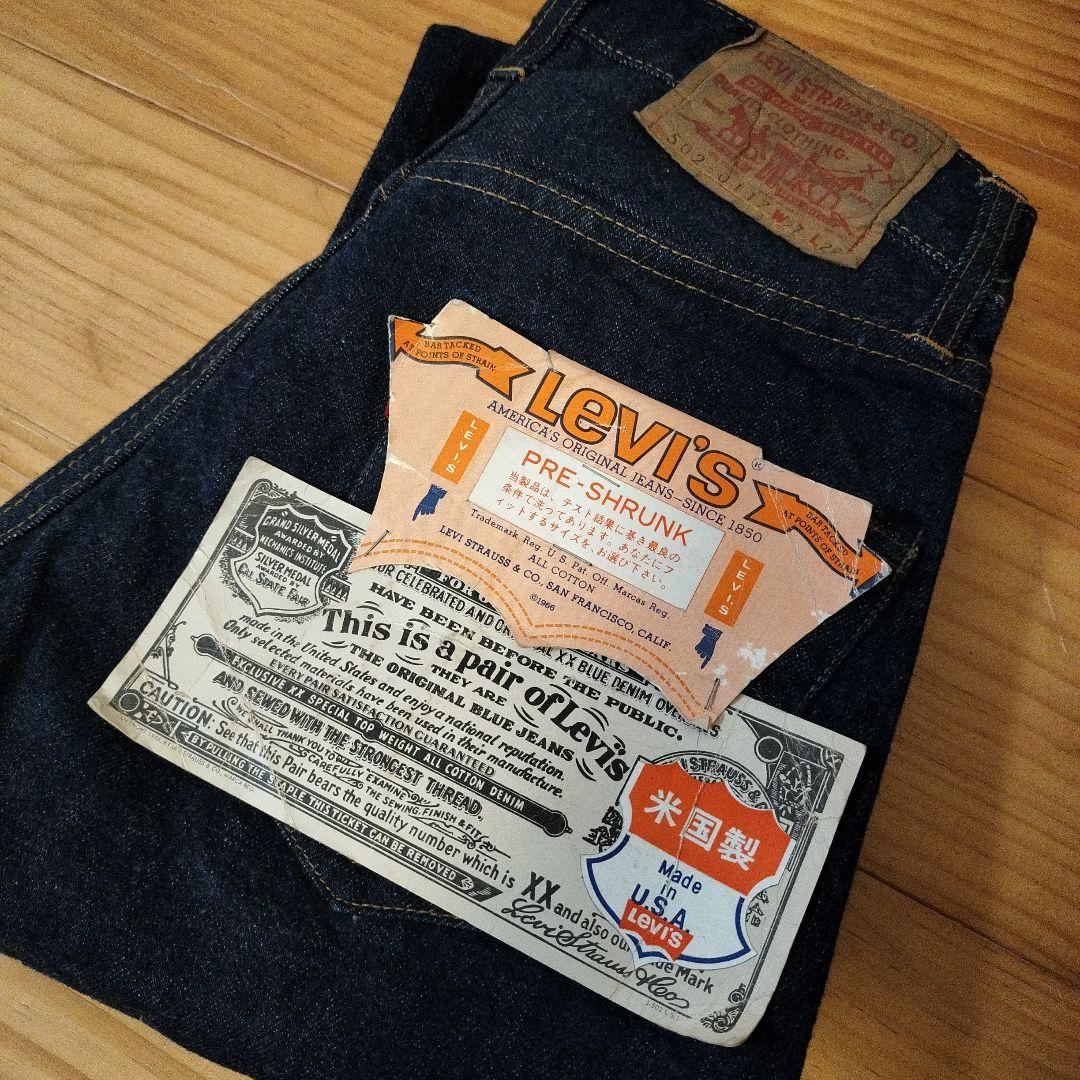 LEVI STRAUSS & CO.
CLOTHING.
XX
W27 L29
BAR TACKED
AT POINTS OF STRAIN
LEVI'S®
BAR TACKED
AT POINTS OF STRAIN
AMERICA'S ORIGINAL JEANS-SINCE 1850
LEVI'S
PRE-SHRUNK
当製品は、テスト結果に基き最良の
条件で洗ってあります。あなたにフ
ィットするサイズを、お選び下さい。
LEVI'S
Trademark Reg. U.S. Pat. Off. Marcas Reg.
ALL COTTON
LEVI STRAUSS & CO., SAN FRANCISCO, CALIF.
©1966
GRAND SILVER MEDAL
AWARDED BY
MECHANICS INSTITUTE
SILVER MEDAL
AWARDED BY
CAL. STATE FAIR
FOR
OUR CELEBRATED AND ORIGINAL XX BLUE DENIM
HAVE BEEN BEFORE THE PUBLIC.
This is a pair of Levi's
THEY ARE
THE ORIGINAL BLUE JEANS
made in the United States and enjoy a national reputation.
Only selected materials have been used in their manufacture.
EVERY PAIR SATISFACTION GUARANTEED
EXCLUSIVE XX SPECIAL TOP WEIGHT ALL COTTON DENIM
AND SEWED WITH THE STRONGEST THREAD.
WE SHALL THANK YOU TO CAREFULLY EXAMINE THE SEWING, FINISH & FIT
CAUTION: See that this Pair bears the quality number which is XX and also our Trade Mark
BY PULLING THE STAPLE THIS TICKET CAN BE REMOVED
Levi Strauss & Co
STRAUSS &
米国製
Made
in
U.S.A.
LEVI'S